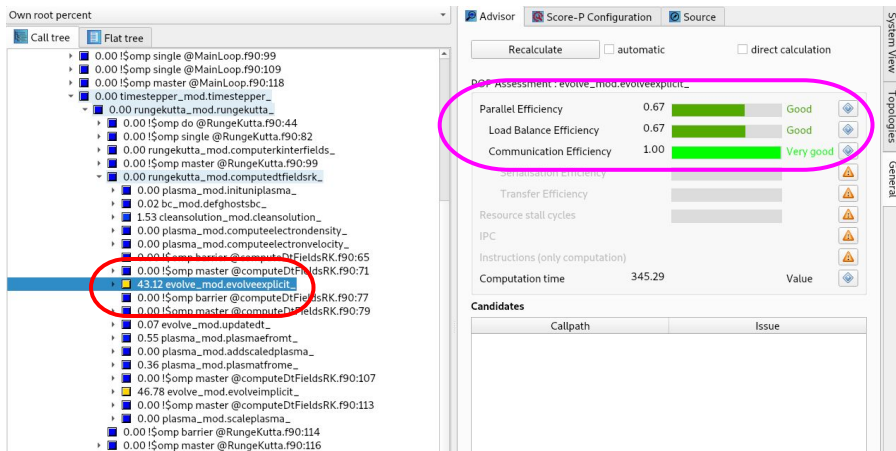 Own root percent
Call tree
Flat tree
0.00 !$omp single @MainLoop.f90:99
0.00 !$omp single @MainLoop.f90:109
0.00 !$omp master @MainLoop.f90:118
0.00 timestepper_mod.timestepper_
0.00 rungekutta_mod.rungekutta_
0.00 !$omp do @RungeKutta.f90:44
0.00 !$omp single @RungeKutta.f90:82
0.00 rungekutta_mod.computerkinterfields_
0.00 !$omp master @RungeKutta.f90:99
0.00 rungekutta_mod.computedtfieldsrk_
0.00 plasma_mod.inituniplasma_
0.02 bc_mod.defghostsbc_
1.53 cleansolution_mod.cleansolution_
0.00 plasma_mod.computeelectrondensity_
0.00 plasma_mod.computeelectronvelocity_
0.00 !$omp barrier @computeDtFieldsRK.f90:65
0.00 !$omp master @computeDtFieldsRK.f90:71
43.12 evolve_mod.evolveexplicit_
0.00 !$omp barrier @computeDtFieldsRK.f90:77
0.00 !$omp master @computeDtFieldsRK.f90:79
0.07 evolve_mod.updatedt_
0.55 plasma_mod.plasmaefromt_
0.00 plasma_mod.addscaledplasma_
0.36 plasma_mod.plasmatfrome_
0.00 !$omp master @computeDtFieldsRK.f90:107
46.78 evolve_mod.evolveimplicit_
0.00 !$omp master @computeDtFieldsRK.f90:113
0.00 plasma_mod.scaleplasma_
0.00 !$omp barrier @RungeKutta.f90:114
0.00 !$omp master @RungeKutta.f90:116
Advisor
Score-P Configuration
Source
Recalculate
automatic
direct calculation
POP Assessment : evolve_mod.evolveexplicit_
Parallel Efficiency 0.67 Good
Load Balance Efficiency 0.67 Good
Communication Efficiency 1.00 Very good
Serialisation Efficiency
Transfer Efficiency
Resource stall cycles
IPC
Instructions (only computation)
Computation time 345.29 Value
Candidates
Callpath Issue
System View
Topologies
General